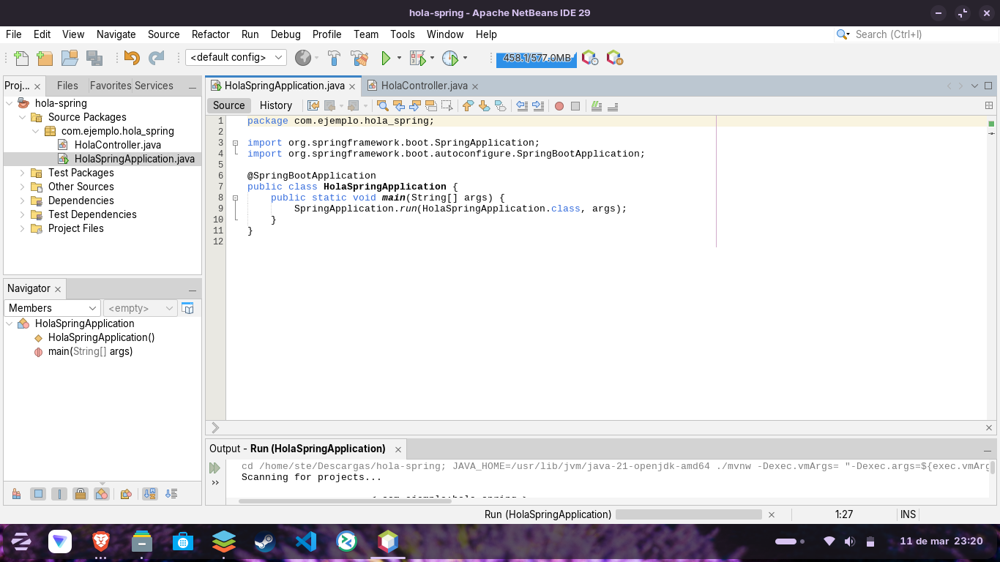 hola-spring - Apache NetBeans IDE 29
File Edit View Navigate Source Refactor Run Debug Profile Team Tools Window Help
Search (Ctrl+I)
<default config>
458.1/577.0MB
Proj... Files Favorites Services
HolaSpringApplication.java HolaController.java
hola-spring
Source Packages
com.ejemplo.hola_spring
HolaController.java
HolaSpringApplication.java
Test Packages
Other Sources
Dependencies
Test Dependencies
Project Files
Source History
1 package com.ejemplo.hola_spring;
2
3 import org.springframework.boot.SpringApplication;
4 import org.springframework.boot.autoconfigure.SpringBootApplication;
5
6 @SpringBootApplication
7 public class HolaSpringApplication {
8 public static void main(String[] args) {
9 SpringApplication.run(HolaSpringApplication.class, args);
10 }
11 }
12
Navigator
Members <empty>
HolaSpringApplication
HolaSpringApplication()
main(String[] args)
Output - Run (HolaSpringApplication)
cd /home/ste/Descargas/hola-spring; JAVA_HOME=/usr/lib/jvm/java-21-openjdk-amd64 ./mvnw -Dexec.vmArgs= "-Dexec.args=${exec.vmArg
Scanning for projects...
Run (HolaSpringApplication) 1:27 INS
11 de mar 23:20